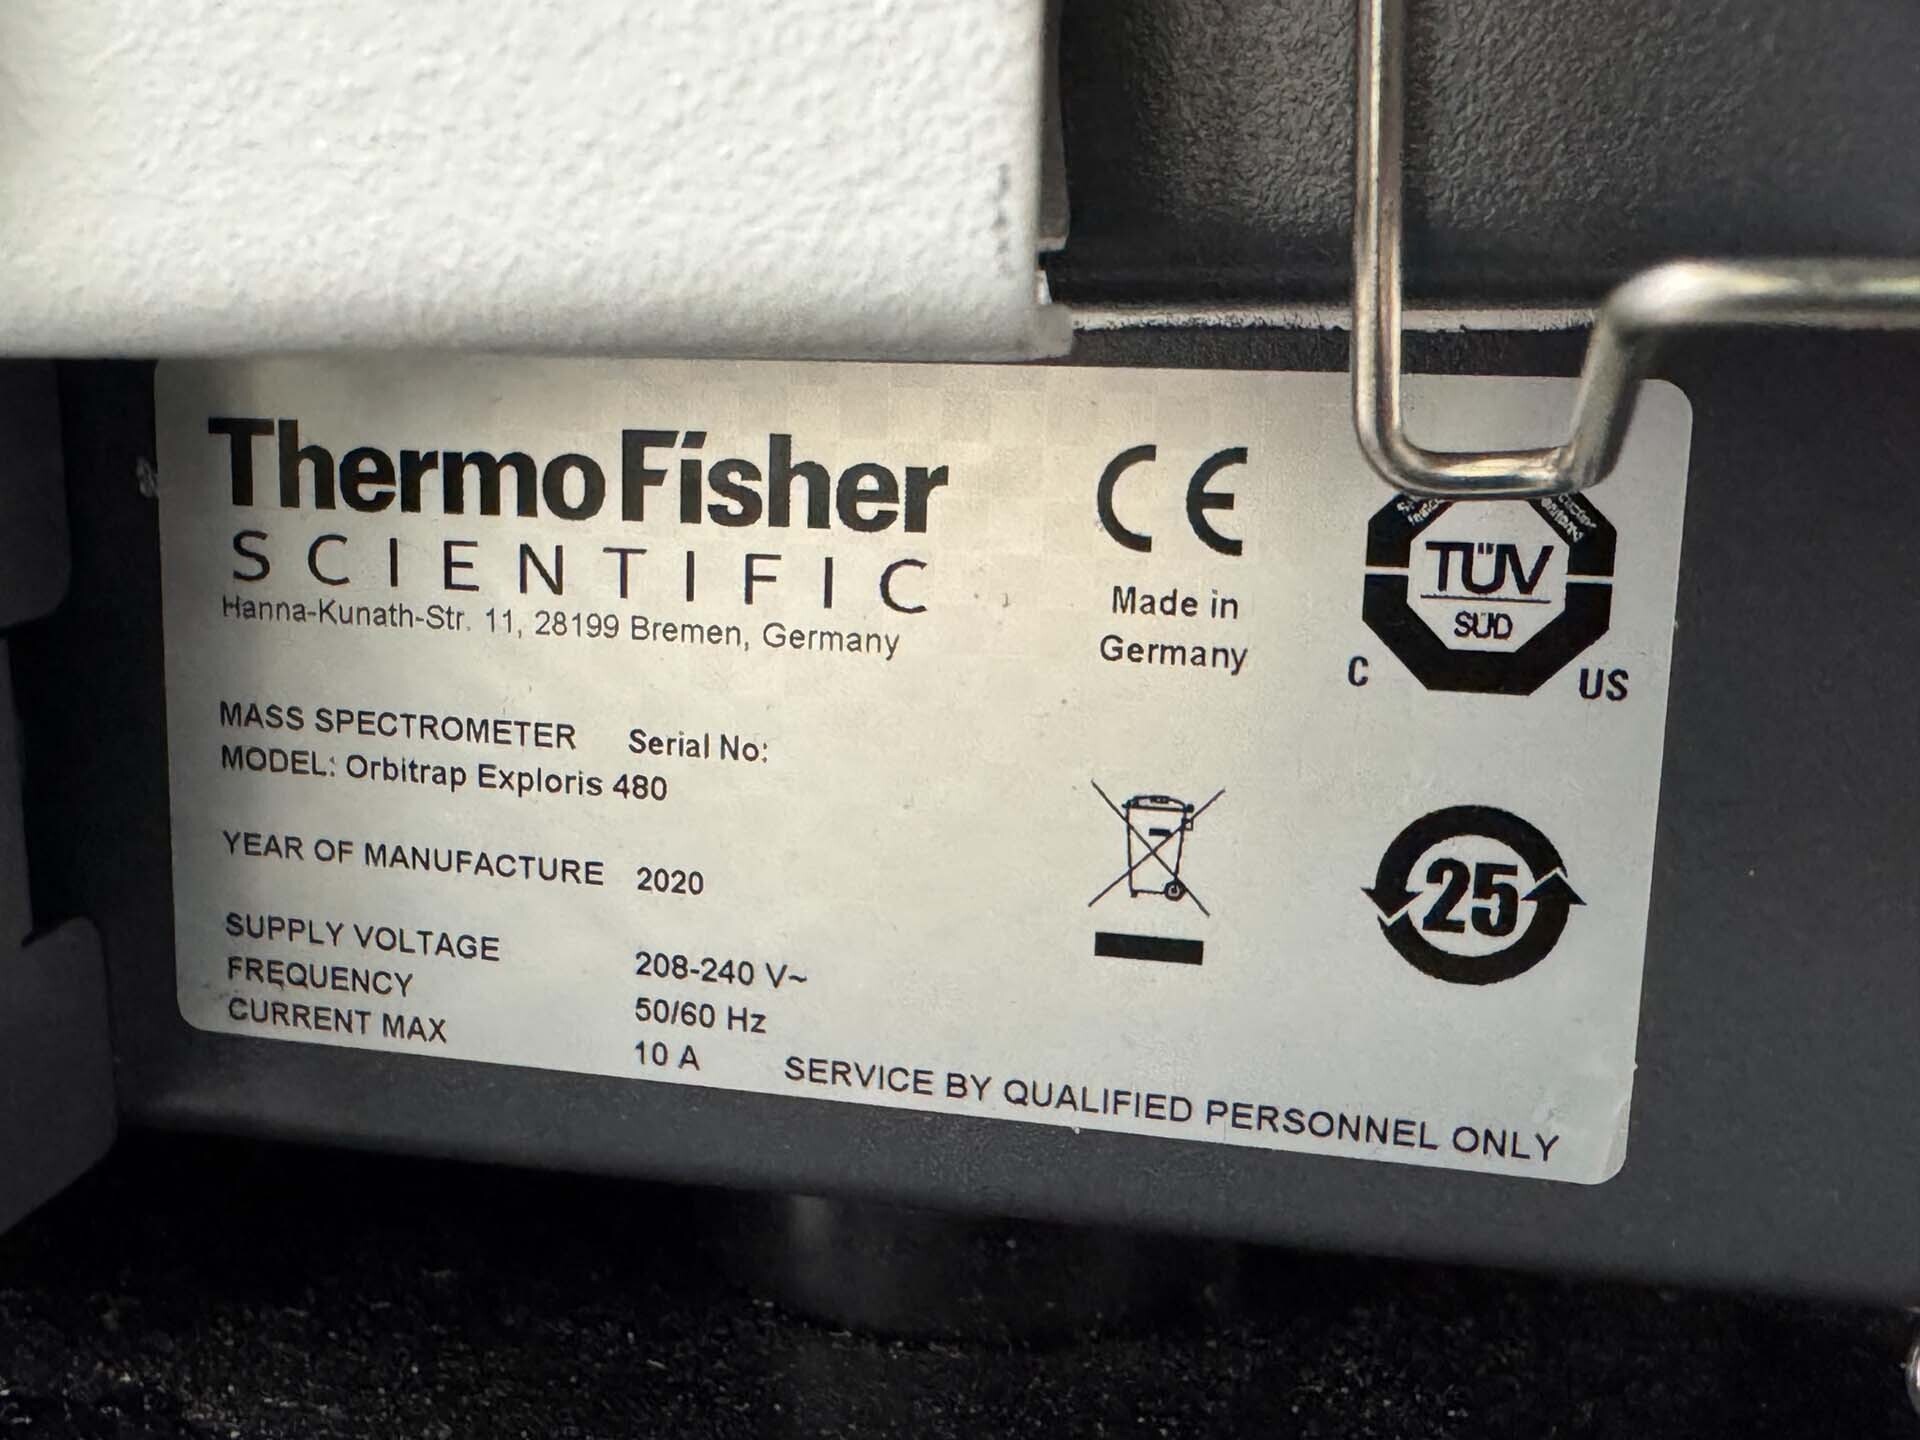 ThermoFisher
SCIENTIFIC
Hanna-Kunath-Str. 11, 28199 Bremen, Germany
CE
Made in
Germany
TÜV
SÜD
C US
MASS SPECTROMETER Serial No:
MODEL: Orbitrap Exploris 480
YEAR OF MANUFACTURE 2020
25
SUPPLY VOLTAGE 208-240 V~
FREQUENCY 50/60 Hz
CURRENT MAX 10 A
SERVICE BY QUALIFIED PERSONNEL ONLY